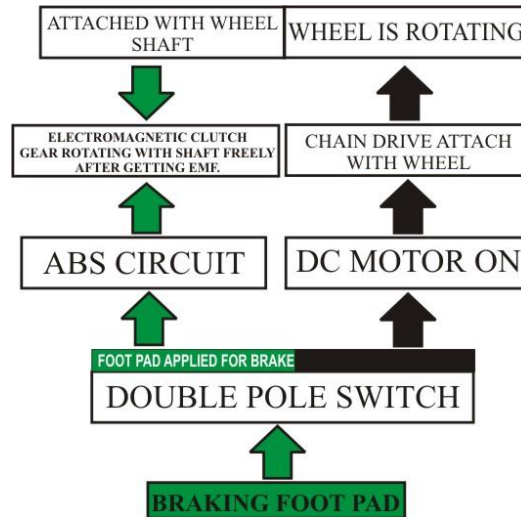 ATTACHED WITH WHEEL
SHAFT
WHEEL IS ROTATING
ELECTROMAGNETIC CLUTCH
GEAR ROTATING WITH SHAFT FREELY
AFTER GETTING EMF.
CHAIN DRIVE ATTACH
WITH WHEEL
ABS CIRCUIT
DC MOTOR ON
FOOT PAD APPLIED FOR BRAKE
DOUBLE POLE SWITCH
BRAKING FOOT PAD